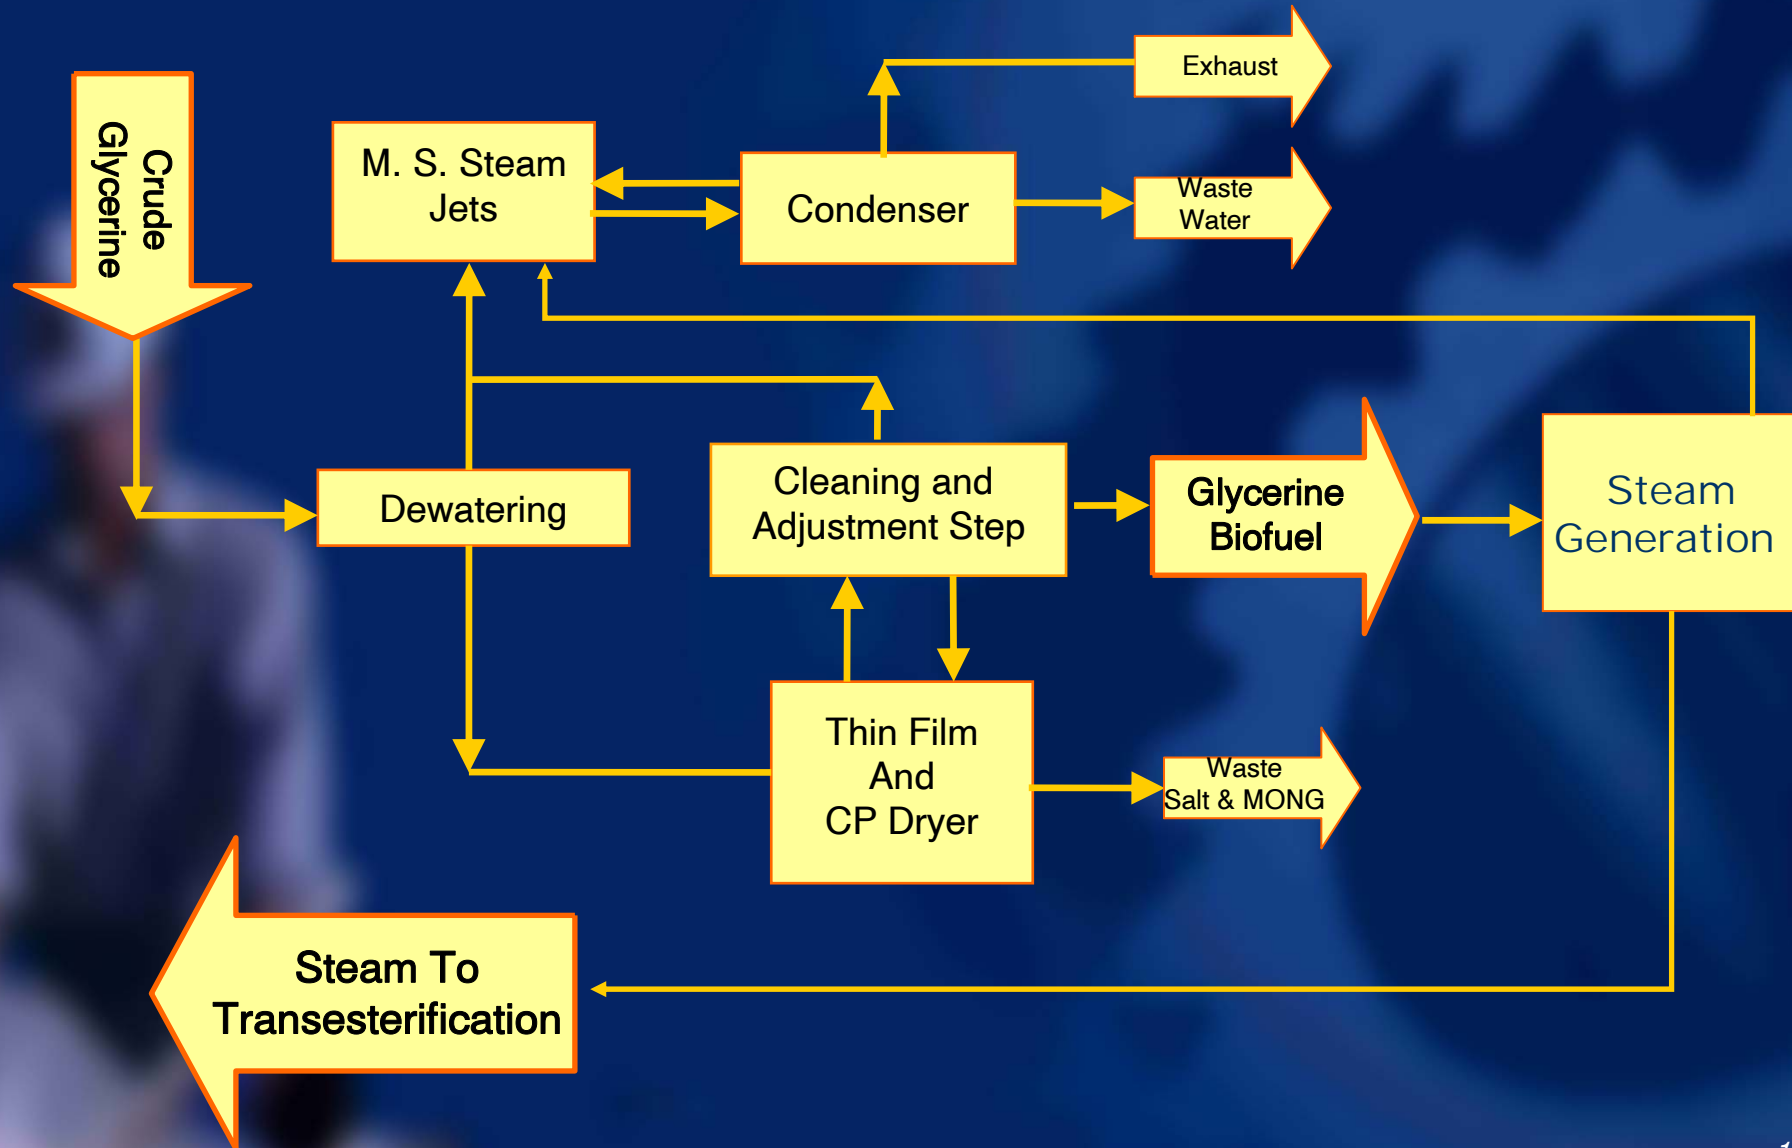 Crude
Glycerine
M. S. Steam
Jets
Condenser
Exhaust
Waste
Water
Dewatering
Cleaning and
Adjustment Step
Glycerine
Biofuel
Steam
Generation
Thin Film
And
CP Dryer
Waste
Salt & MONG
Steam To
Transesterification